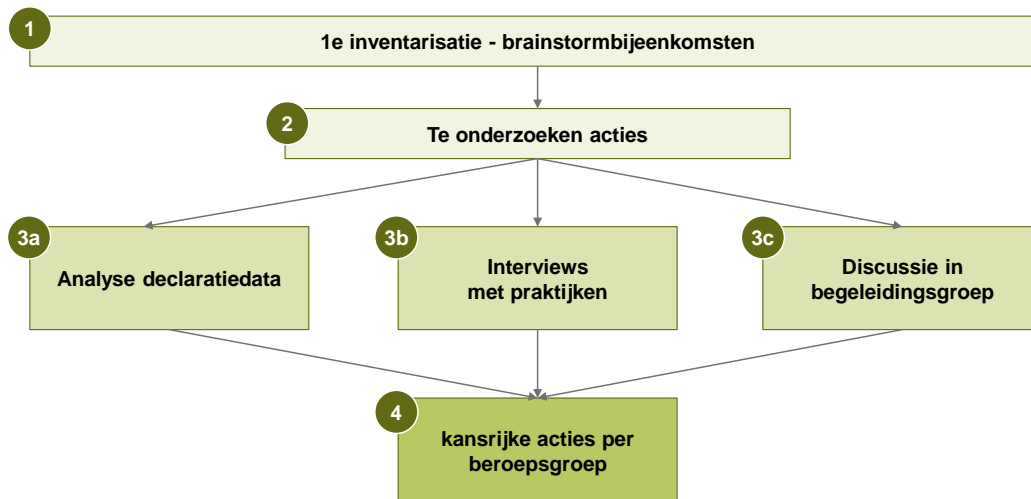 1
1e inventarisatie - brainstormbijeenkomsten
2
Te onderzoeken acties
3a
Analyse declaratiedata
3b
Interviews
met praktijken
3c
Discussie in
begeleidingsgroep
4
kansrijke acties per
beroepsgroep